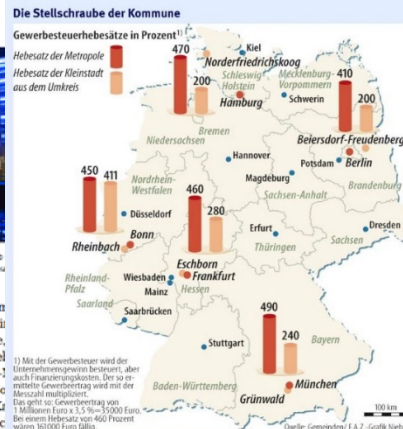 Die Stellschraube der Kommune
Gewerbesteuerhebesätze in Prozent1)
Hebesatz der Metropole
Hebesatz der Kleinstadt
aus dem Umkreis
470
200
Kiel
Norderfriedrichskoog
Schleswig-
Holstein
Hamburg
Mecklenburg-
Vorpommern
Schwerin
410
200
Beiersdorf-Freudenberg
Bremen
Niedersachsen
Hannover
Potsdam
Berlin
Magdeburg
Brandenburg
Sachsen-Anhalt
450
411
Nordrhein-
Westfalen
460
280
Düsseldorf
Bonn
Rheinbach
Erfurt
Thüringen
Dresden
Sachsen
Eschborn
Frankfurt
Wiesbaden
Hessen
Mainz
Rheinland-
Pfalz
Saarland
Saarbrücken
490
240
Bayern
Stuttgart
Baden-Württemberg
München
Grünwald
1) Mit der Gewerbesteuer wird der
Unternehmensgewinn besteuert, aber
auch Finanzierungskosten. Der so er-
mittelte Gewerbeertrag wird mit der
Messzahl multipliziert.
Das geht so: Gewerbeertrag von
1 Millionen Euro x 3,5 %=35000 Euro.
Bei einem Hebesatz von 460 Prozent
wären 161000 Euro fällig.
100 km
Quelle: Gemeinden/ F.A.Z.-Grafik